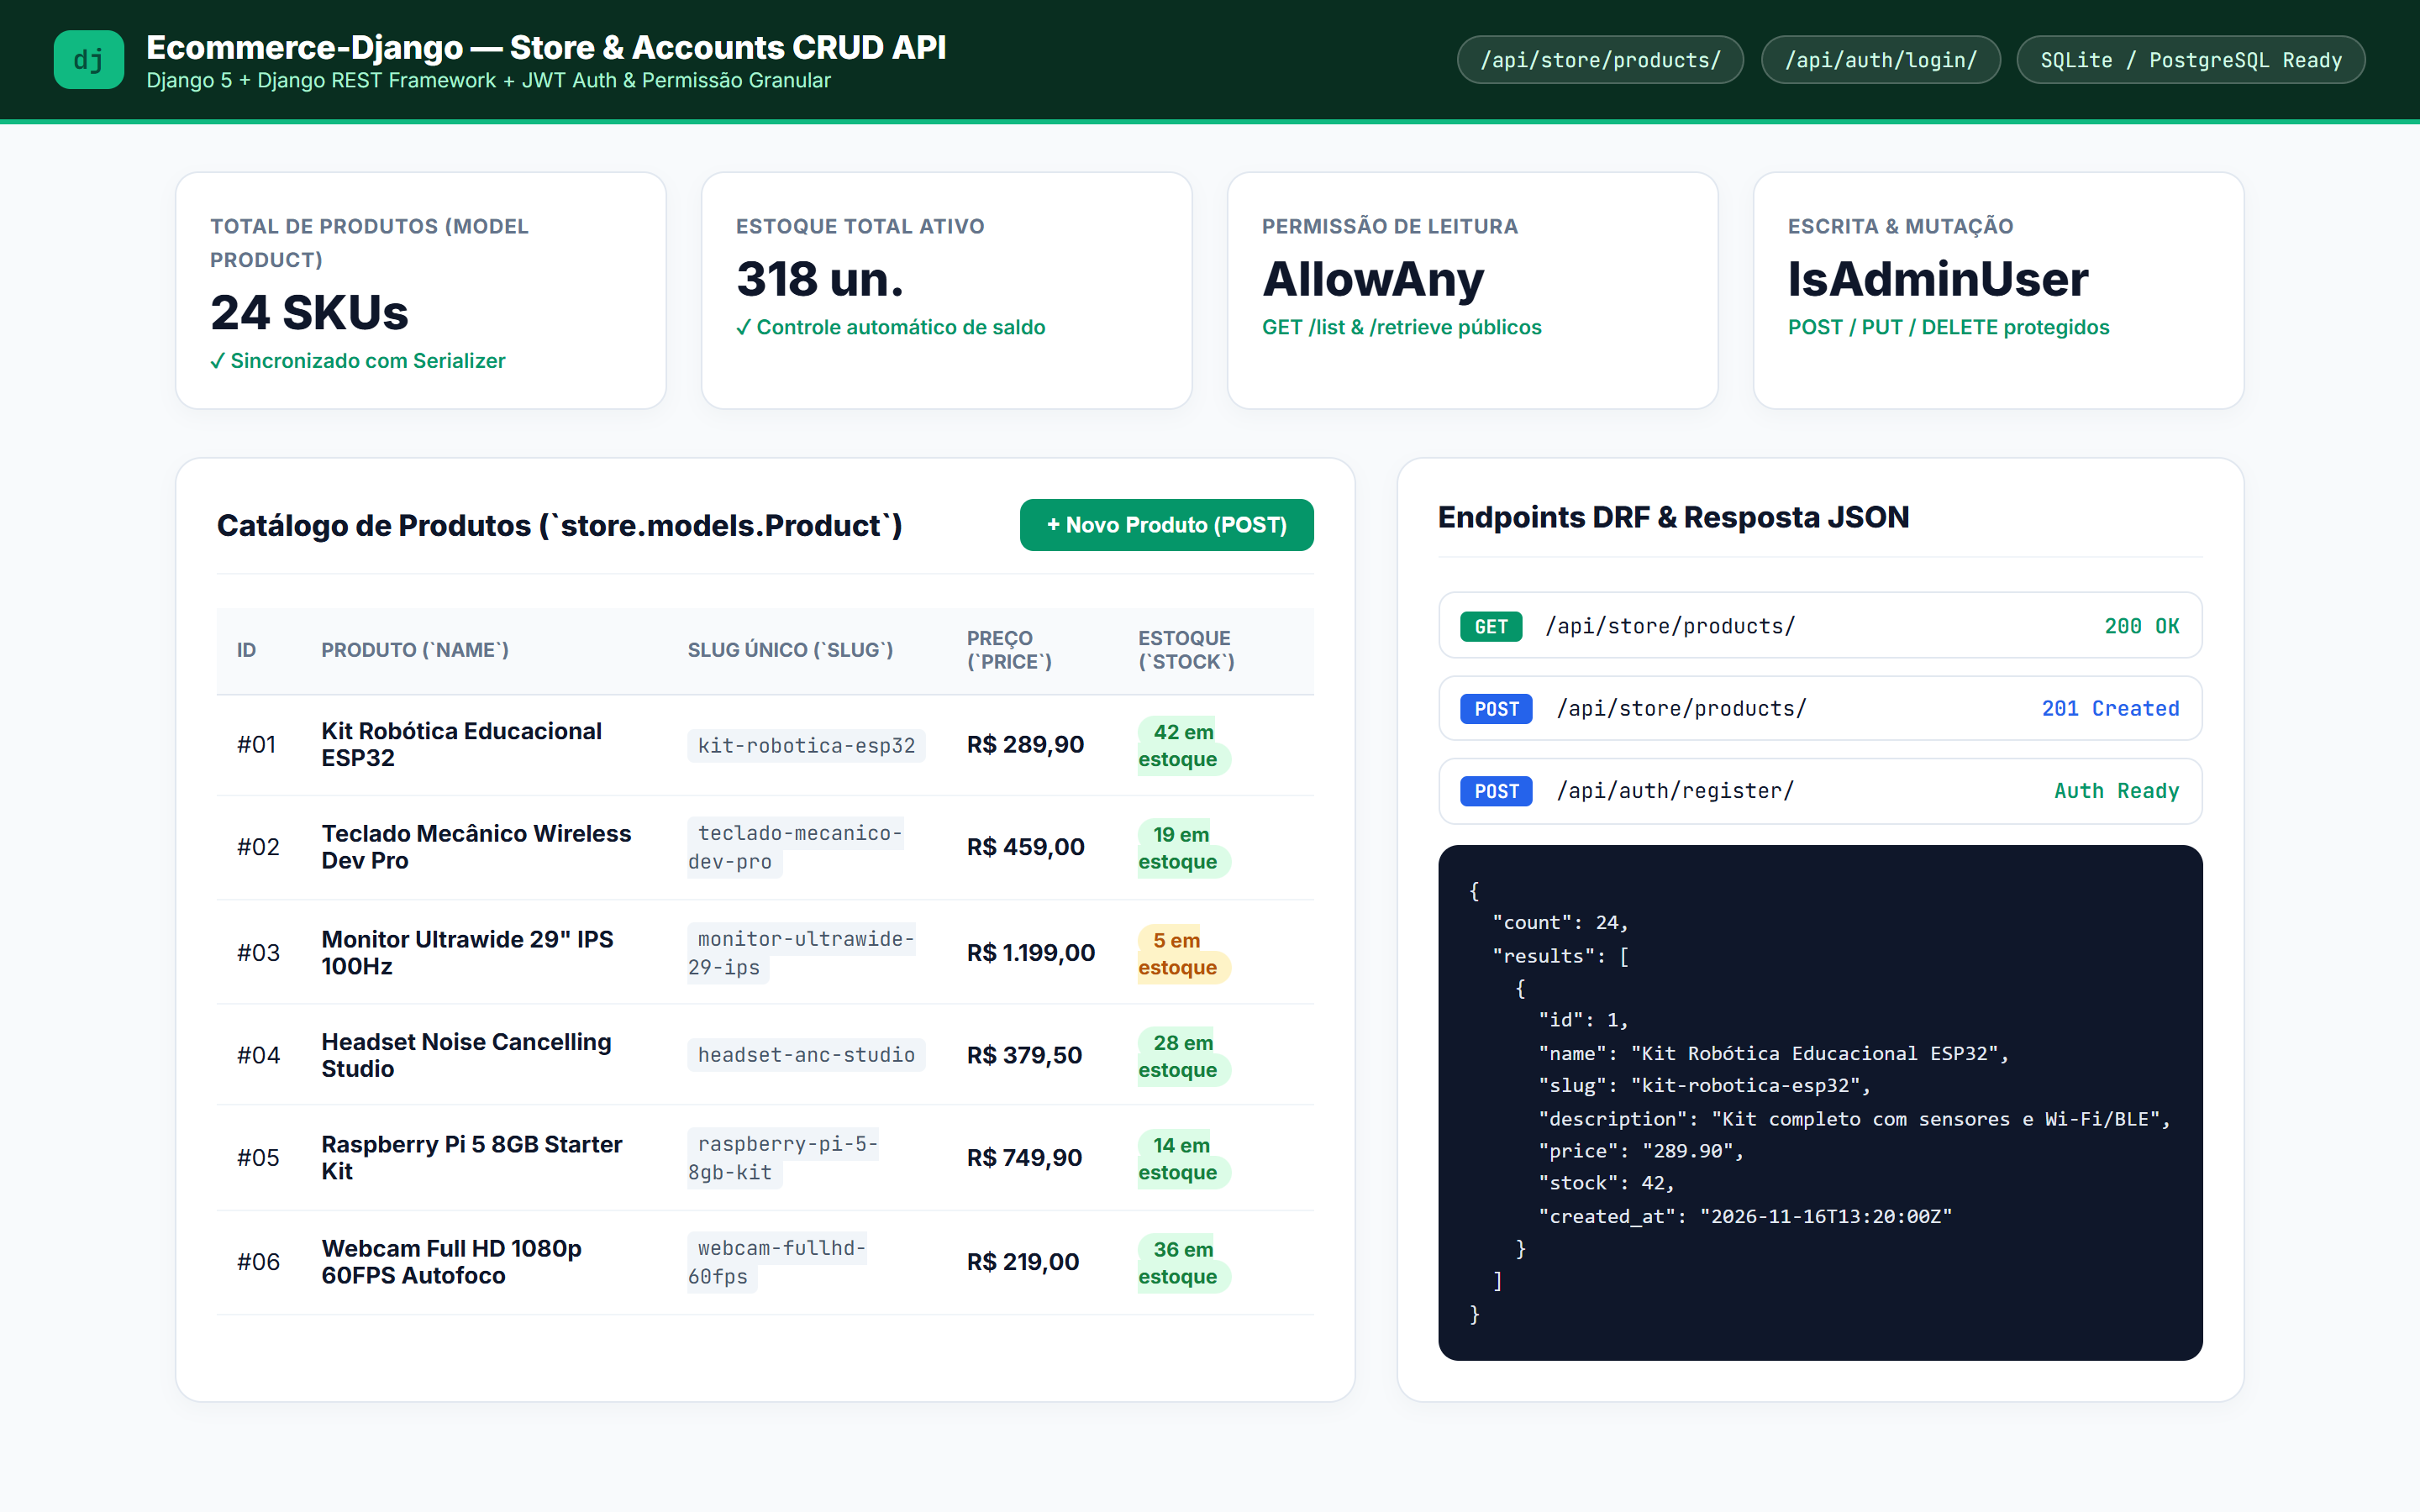 dj
Ecommerce-Django — Store & Accounts CRUD API
Django 5 + Django REST Framework + JWT Auth & Permissão Granular
/api/store/products/
/api/auth/login/
SQLite / PostgreSQL Ready
TOTAL DE PRODUTOS (MODEL
PRODUCT)
24 SKUs
✓ Sincronizado com Serializer
ESTOQUE TOTAL ATIVO
318 un.
✓ Controle automático de saldo
PERMISSÃO DE LEITURA
AllowAny
GET /list & /retrieve públicos
ESCRITA & MUTAÇÃO
IsAdminUser
POST / PUT / DELETE protegidos
Catálogo de Produtos (`store.models.Product`)
+ Novo Produto (POST)
ID
PRODUTO (`NAME`)
SLUG ÚNICO (`SLUG`)
PREÇO
(`PRICE`)
ESTOQUE
(`STOCK`)
#01
Kit Robótica Educacional
ESP32
kit-robotica-esp32
R$ 289,90
42 em
estoque
#02
Teclado Mecânico Wireless
Dev Pro
teclado-mecanico-
dev-pro
R$ 459,00
19 em
estoque
#03
Monitor Ultrawide 29" IPS
100Hz
monitor-ultrawide-
29-ips
R$ 1.199,00
5 em
estoque
#04
Headset Noise Cancelling
Studio
headset-anc-studio
R$ 379,50
28 em
estoque
#05
Raspberry Pi 5 8GB Starter
Kit
raspberry-pi-5-
8gb-kit
R$ 749,90
14 em
estoque
#06
Webcam Full HD 1080p
60FPS Autofoco
webcam-fullhd-
60fps
R$ 219,00
36 em
estoque
Endpoints DRF & Resposta JSON
GET /api/store/products/ 200 OK
POST /api/store/products/ 201 Created
POST /api/auth/register/ Auth Ready
{
"count": 24,
"results": [
{
"id": 1,
"name": "Kit Robótica Educacional ESP32",
"slug": "kit-robotica-esp32",
"description": "Kit completo com sensores e Wi-Fi/BLE",
"price": "289.90",
"stock": 42,
"created_at": "2026-11-16T13:20:00Z"
}
]
}